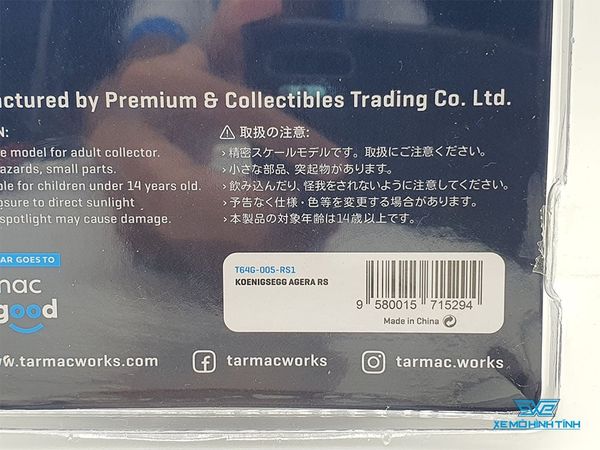 ctured by Premium & Collectibles Trading Co. Ltd.
N:
e model for adult collector.
azards, small parts.
ble for children under 14 years old.
osure to direct sunlight
spotlight may cause damage.
⚠ 取扱の注意:
› 精密スケールモデルです。取扱にご注意ください。
› 小さな部品、突起物があります。
› 飲み込んだり、怪我をされないように注意してください。
› 予告なく仕様・色等を変更する場合があります。
› 本製品の対象年齢は14歳以上です。
AR GOES TO
mac
good
T64G-005-RS1
KOENIGSEGG AGERA RS
9 580015 715294
Made in China
ww.tarmacworks.com
tarmacworks
tarmac.works
XEMOHINHTINH